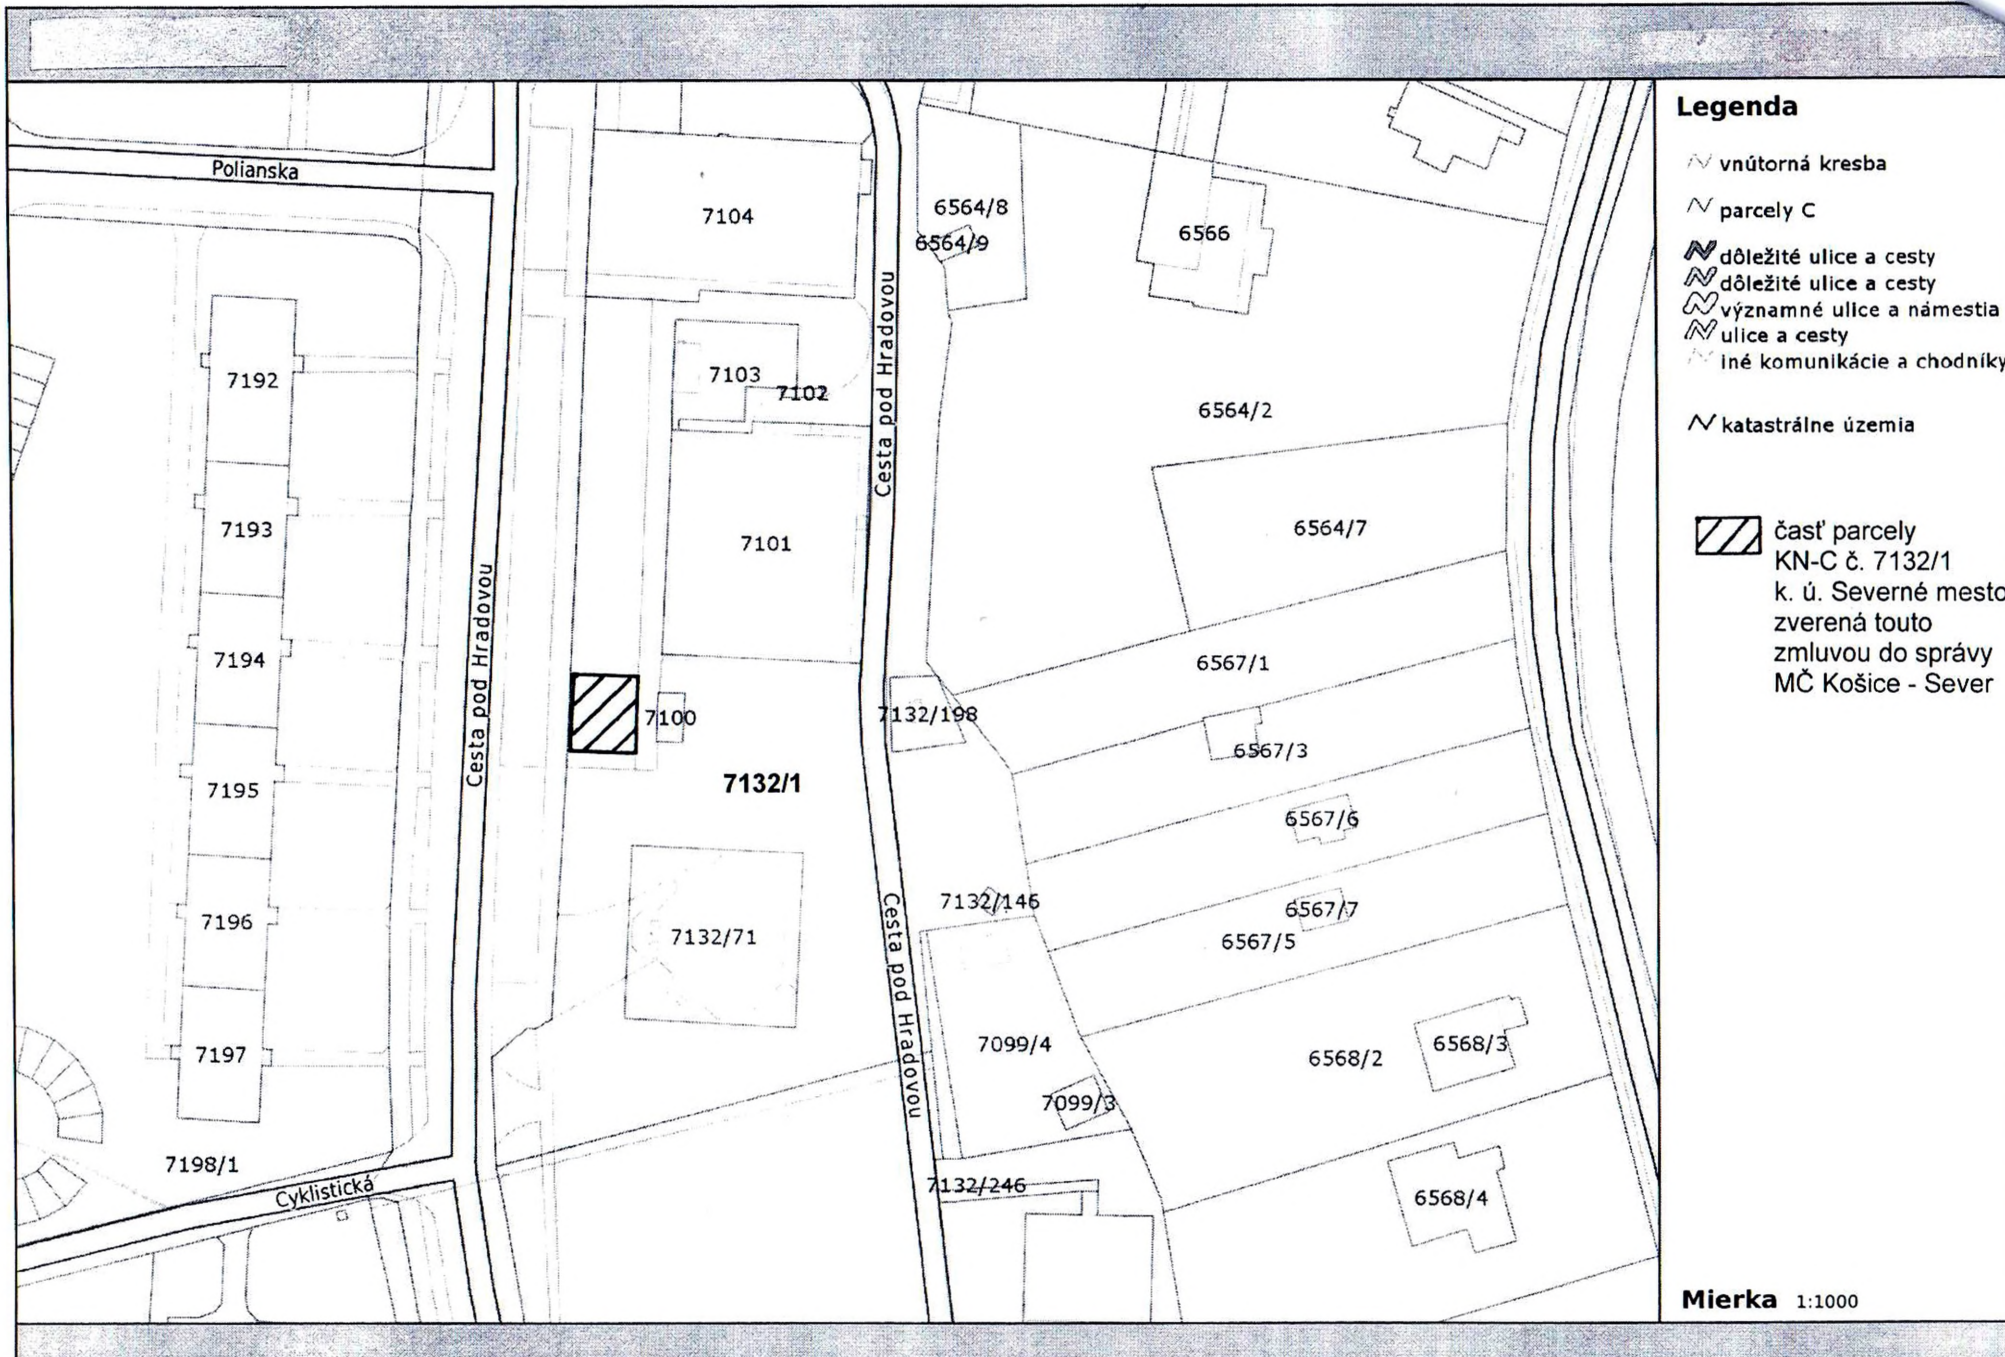 Polianska
7104
6564/8
6564/9
6566
Cesta pod Hradovou
7192
7103
7102
6564/2
7193
7101
6564/7
Cesta pod Hradovou
7194
6567/1
7100
7132/198
6567/3
7195
7132/1
6567/6
7196
7132/71
7132/146
6567/7
6567/5
Cesta pod Hradovou
7197
7099/4
6568/2
6568/3
7099/3
7198/1
Cyklistická
7132/246
6568/4
Legenda
vnútorná kresba
parcely C
dôležité ulice a cesty
dôležité ulice a cesty
významné ulice a námestia
ulice a cesty
iné komunikácie a chodníky
katastrálne územia
časť parcely
KN-C č. 7132/1
k. ú. Severné mesto
zverená touto
zmluvou do správy
MČ Košice - Sever
Mierka 1:1000